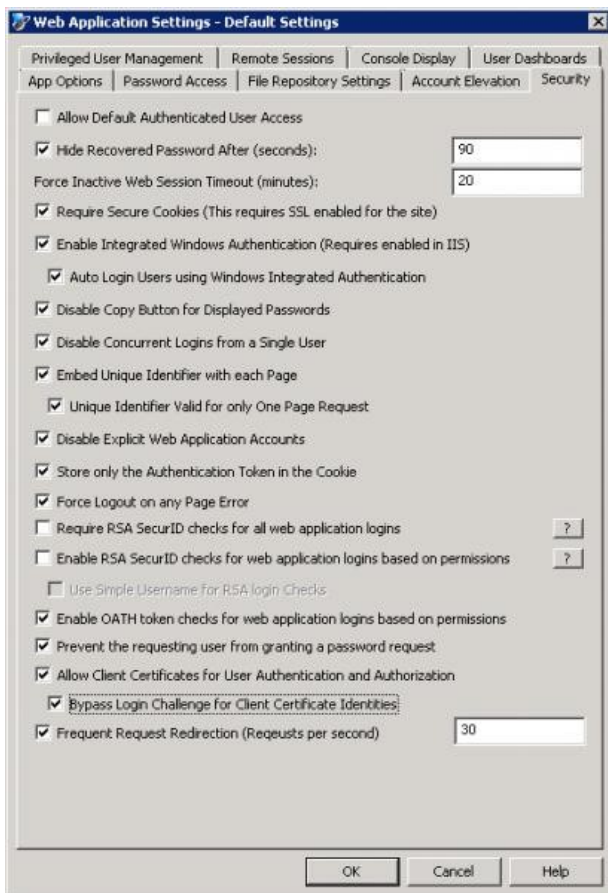 Web Application Settings - Default Settings
Privileged User Management
Remote Sessions
Console Display
User Dashboards
App Options
Password Access
File Repository Settings
Account Elevation
Security
Allow Default Authenticated User Access
Hide Recovered Password After (seconds):
90
Force Inactive Web Session Timeout (minutes):
20
Require Secure Cookies (This requires SSL enabled for the site)
Enable Integrated Windows Authentication (Requires enabled in IIS)
Auto Login Users using Windows Integrated Authentication
Disable Copy Button for Displayed Passwords
Disable Concurrent Logins from a Single User
Embed Unique Identifier with each Page
Unique Identifier Valid for only One Page Request
Disable Explicit Web Application Accounts
Store only the Authentication Token in the Cookie
Force Logout on any Page Error
Require RSA SecurID checks for all web application logins
?
Enable RSA SecurID checks for web application logins based on permissions
?
Use Simple Username for RSA login Checks
Enable OATH token checks for web application logins based on permissions
Prevent the requesting user from granting a password request
Allow Client Certificates for User Authentication and Authorization
Bypass Login Challenge for Client Certificate Identities
Frequent Request Redirection (Reqeusts per second)
30
OK
Cancel
Help